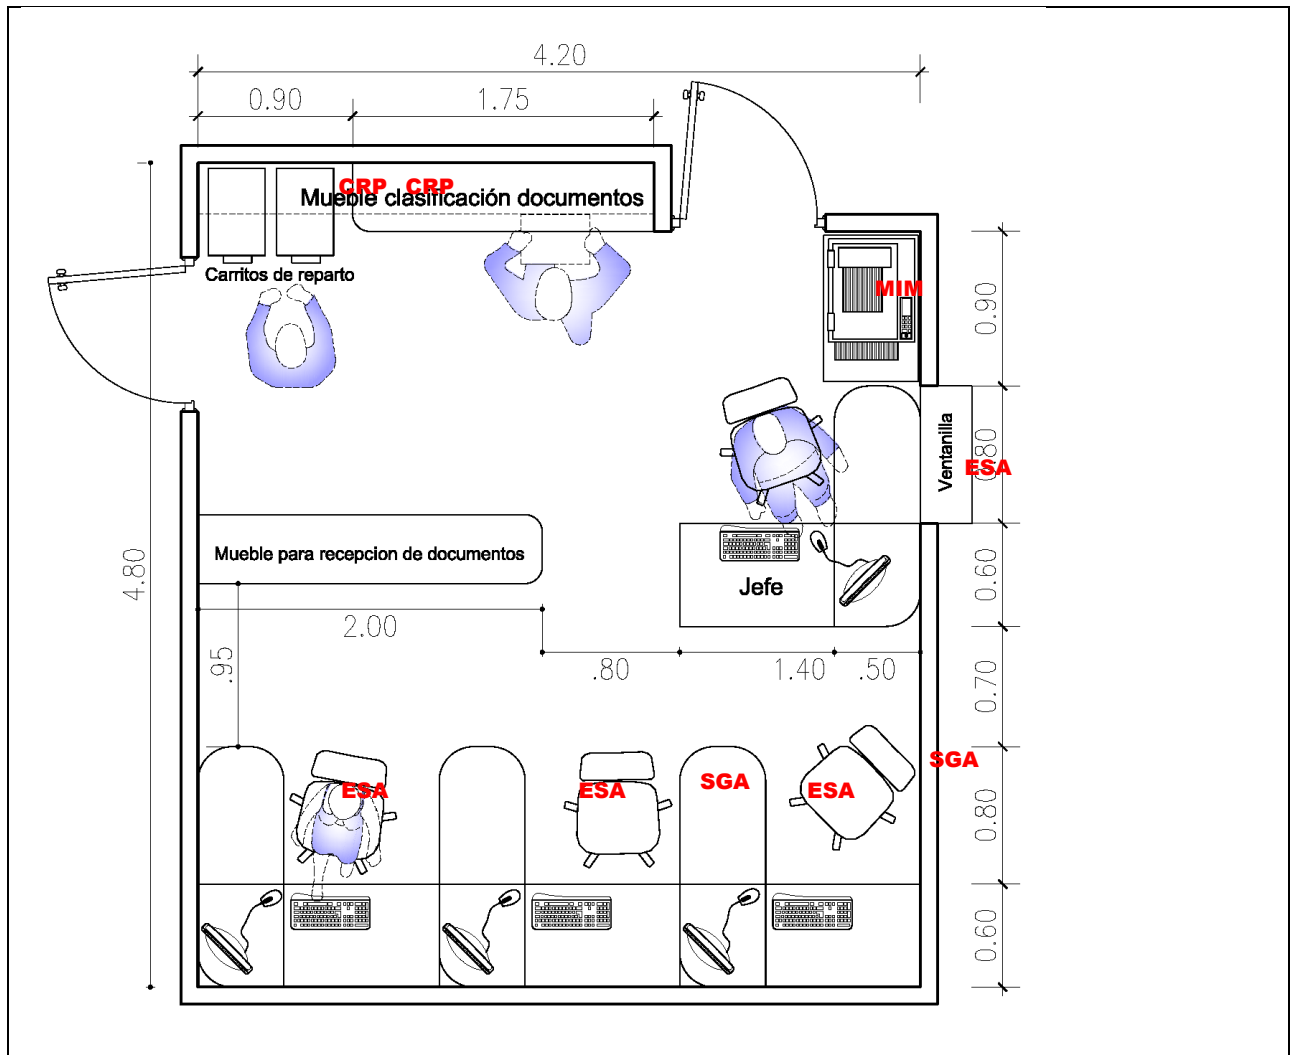 4.20
0.90
1.75
CRP
CRP
Mueble clasificación documentos
Carritos de reparto
MIM
0.90
Ventanilla
0.80
ESA
4.80
Mueble para recepcion de documentos
Jefe
0.60
2.00
.95
.80
1.40
.50
0.70
SGA
ESA
ESA
SGA
ESA
0.80
0.60